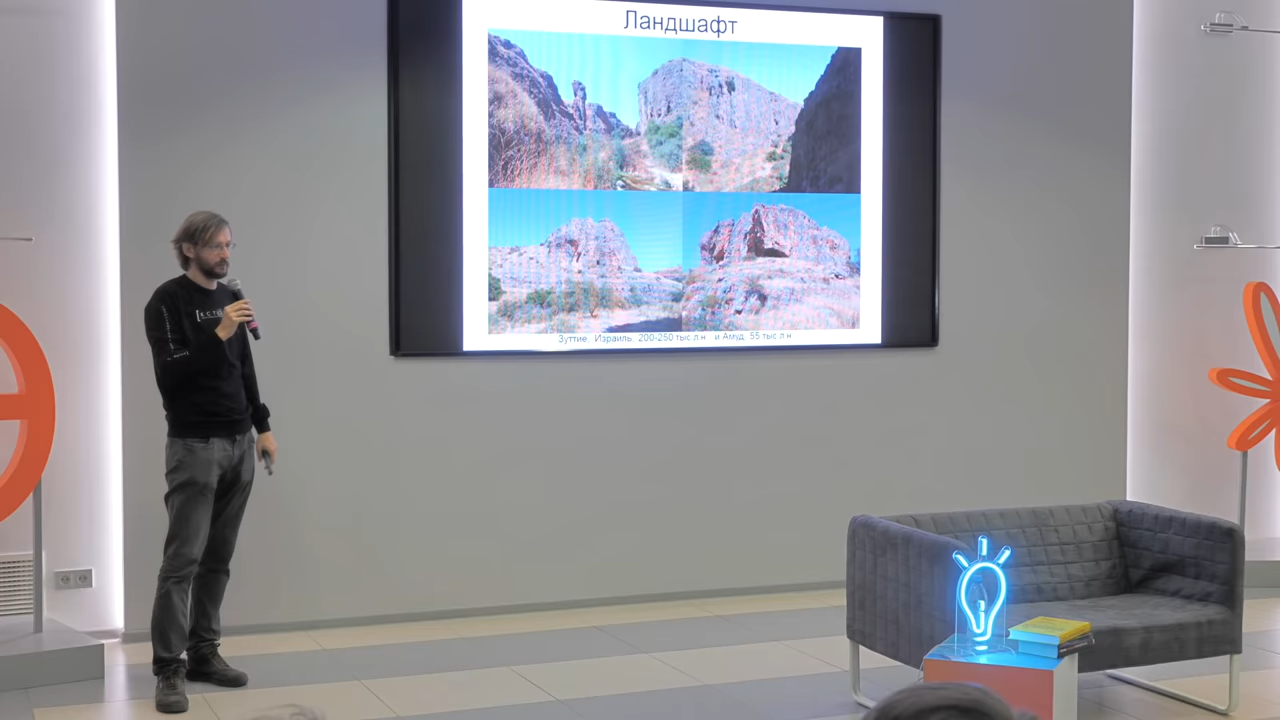 Ландшафт
Зуттие, Израиль, 200-250 тыс.л.н. и Амуд, 55 тыс.л.н.